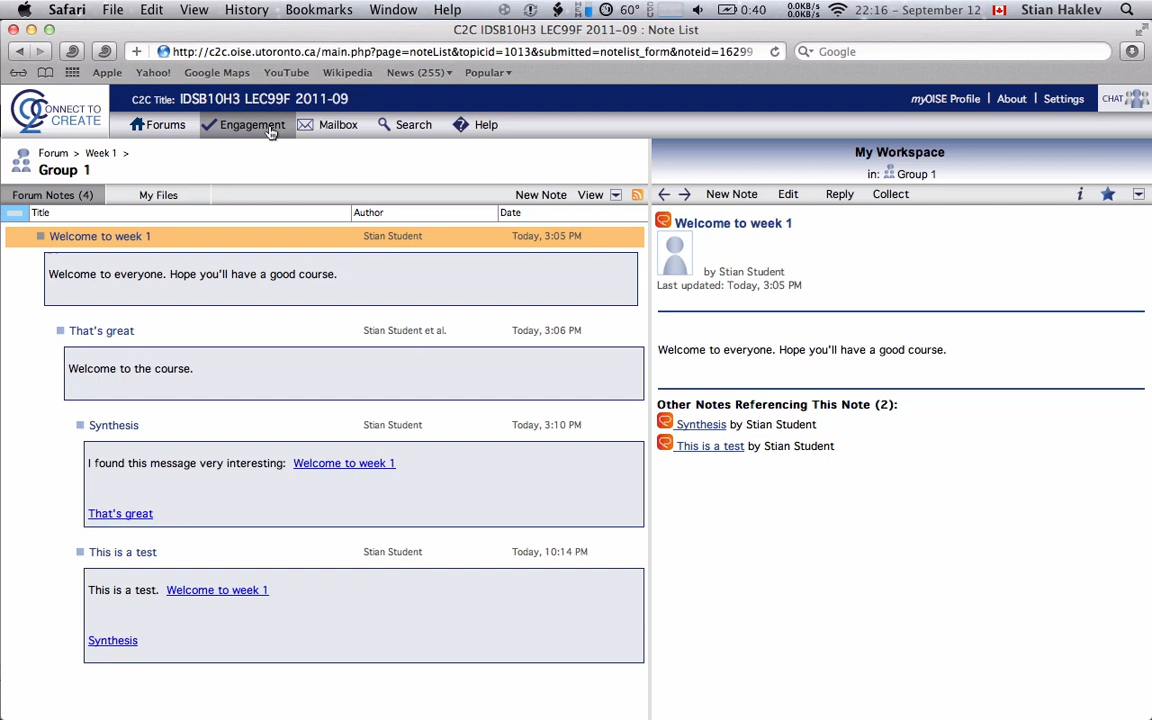 Safari File Edit View History Bookmarks Window Help 60° 0:40 0.0KB/s 0.0KB/s 22:16 - September 12 Stian Haklev
C2C IDSB10H3 LEC99F 2011-09 : Note List
http://c2c.oise.utoronto.ca/main.php?page=noteList&topicid=1013&submitted=notelist_form&noteid=16299 Google
Apple Yahoo! Google Maps YouTube Wikipedia News (255) Popular
CONNECT TO CREATE
C2C Title: IDSB10H3 LEC99F 2011-09 myOISE Profile | About | Settings CHAT
Forums Engagement Mailbox Search Help
Forum > Week 1 >
Group 1
Forum Notes (4) My Files New Note View
Title Author Date
Welcome to week 1 Stian Student Today, 3:05 PM
Welcome to everyone. Hope you'll have a good course.
That's great Stian Student et al. Today, 3:06 PM
Welcome to the course.
Synthesis Stian Student Today, 3:10 PM
I found this message very interesting: Welcome to week 1
That's great
This is a test Stian Student Today, 10:14 PM
This is a test. Welcome to week 1
Synthesis
My Workspace
in: Group 1
New Note Edit Reply Collect i
Welcome to week 1
by Stian Student
Last updated: Today, 3:05 PM
Welcome to everyone. Hope you'll have a good course.
Other Notes Referencing This Note (2):
Synthesis by Stian Student
This is a test by Stian Student